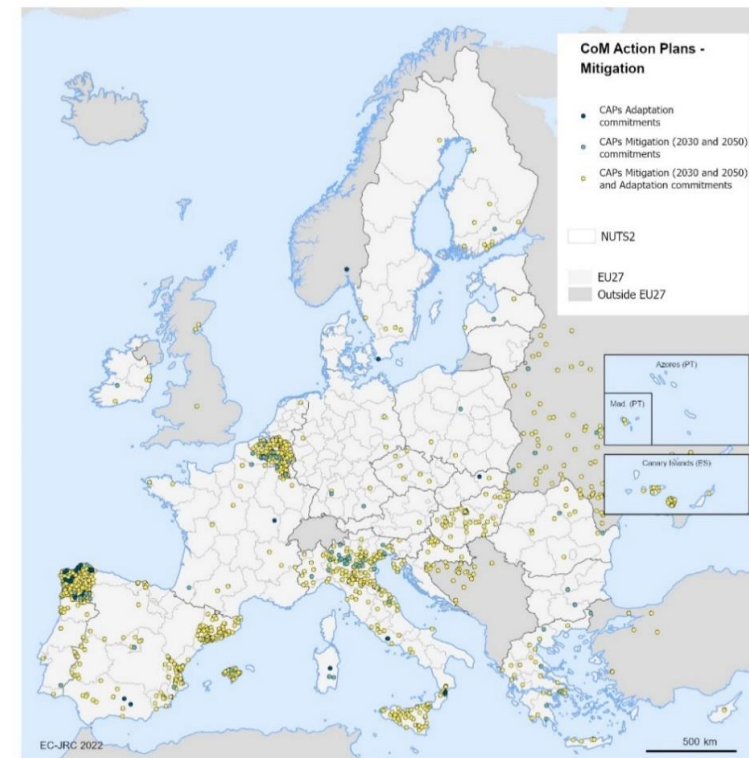 CoM Action Plans -
Mitigation
CAPs Adaptation
commitments
CAPs Mitigation (2030 and 2050)
commitments
CAPs Mitigation (2030 and 2050)
and Adaptation commitments
NUTS2
EU27
Outside EU27
Azores (PT)
Mad. (PT)
Canary Islands (ES)
EC-JRC 2022
500 km